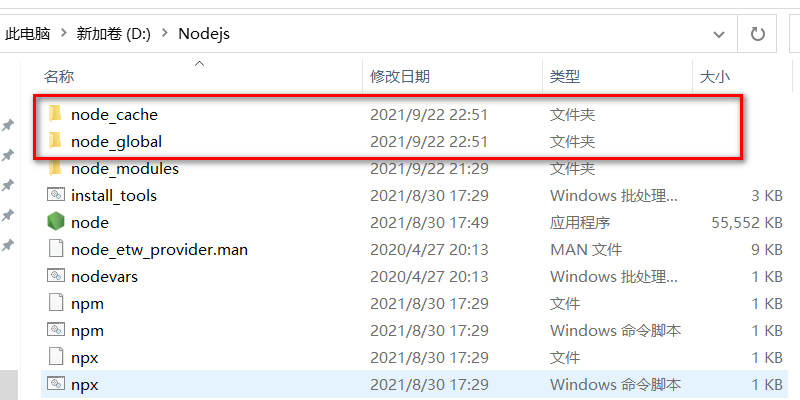 此电脑 > 新加卷 (D:) > Nodejs
名称 修改日期 类型 大小
node_cache 2021/9/22 22:51 文件夹
node_global 2021/9/22 22:51 文件夹
node_modules 2021/9/22 21:29 文件夹
install_tools 2021/8/30 17:29 Windows 批处理... 3 KB
node 2021/8/30 17:49 应用程序 55,552 KB
node_etw_provider.man 2020/4/27 20:13 MAN 文件 9 KB
nodevars 2020/4/27 20:13 Windows 批处理... 1 KB
npm 2021/8/30 17:29 文件 1 KB
npm 2021/8/30 17:29 Windows 命令脚本 1 KB
npx 2021/8/30 17:29 文件 1 KB
npx 2021/8/30 17:29 Windows 命令脚本 1 KB